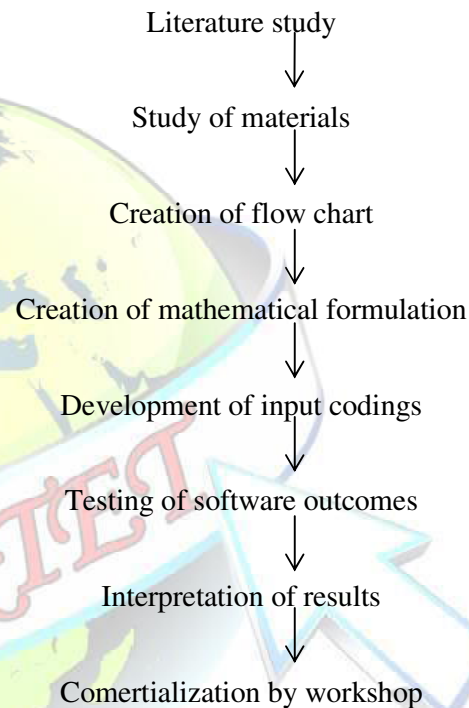 Literature study
Study of materials
Creation of flow chart
Creation of mathematical formulation
Development of input codings
Testing of software outcomes
Interpretation of results
Comertialization by workshop